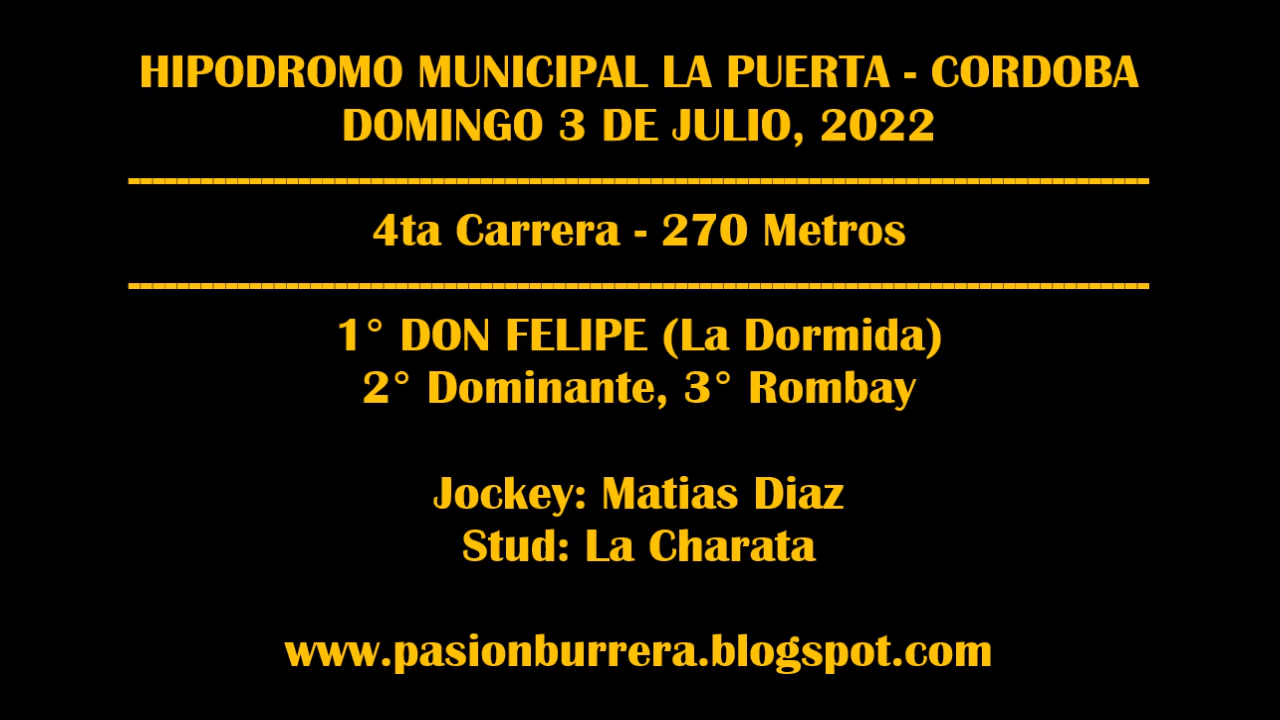 HIPODROMO MUNICIPAL LA PUERTA - CORDOBA
DOMINGO 3 DE JULIO, 2022
-------------------------------------------------------------------------------------
4ta Carrera - 270 Metros
-------------------------------------------------------------------------------------
1° DON FELIPE (La Dormida)
2° Dominante, 3° Rombay
Jockey: Matias Diaz
Stud: La Charata
www.pasionburrera.blogspot.com